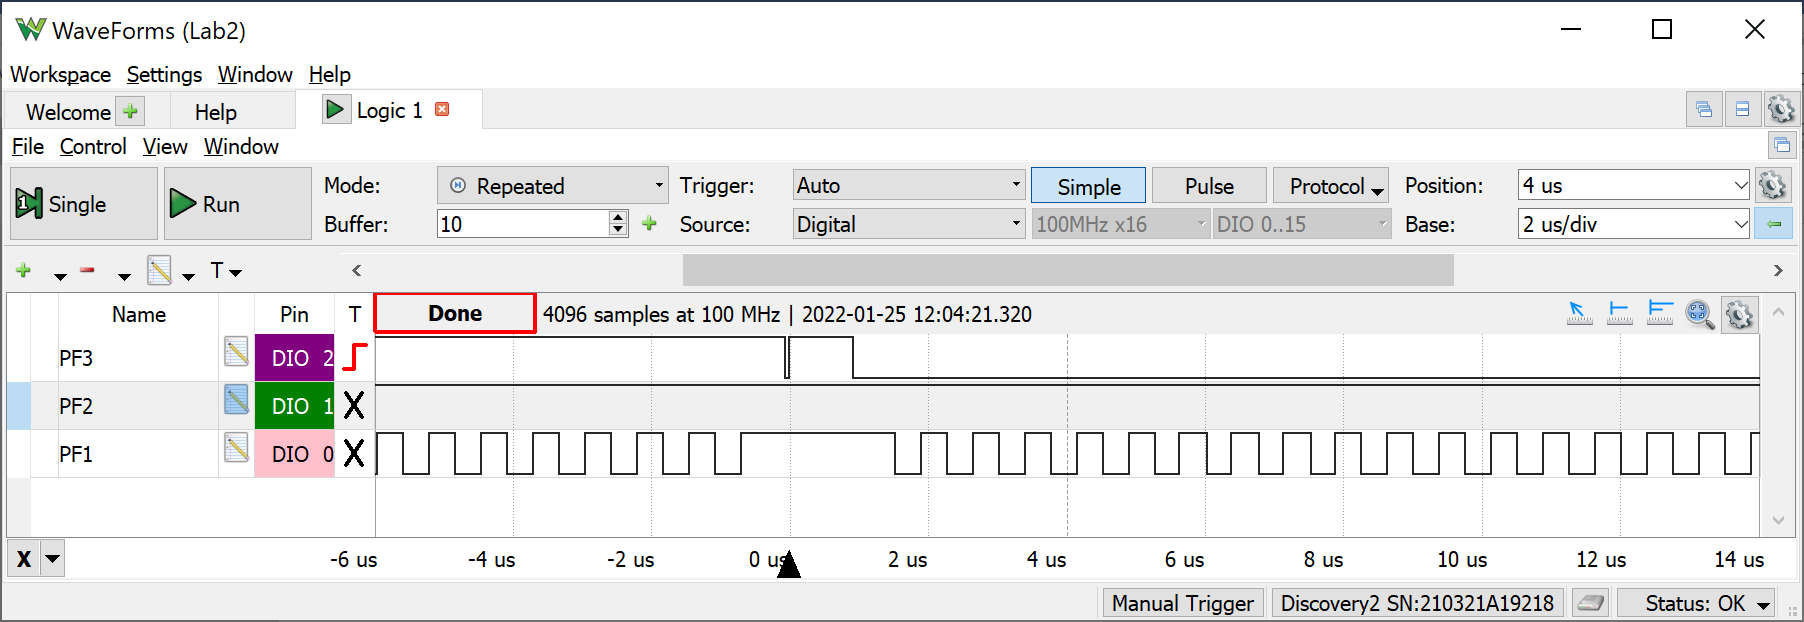 WaveForms (Lab2)
Workspace Settings Window Help
Welcome Help Logic 1
File Control View Window
Single Run Mode: Repeated Trigger: Auto Simple Pulse Protocol Position: 4 us
Buffer: 10 Source: Digital 100MHz x16 DIO 0..15 Base: 2 us/div
T
Name Pin T Done 4096 samples at 100 MHz | 2022-01-25 12:04:21.320
PF3 DIO 2
PF2 DIO 1 X
PF1 DIO 0 X
X -6 us -4 us -2 us 0 us 2 us 4 us 6 us 8 us 10 us 12 us 14 us
Manual Trigger Discovery2 SN:210321A19218 Status: OK